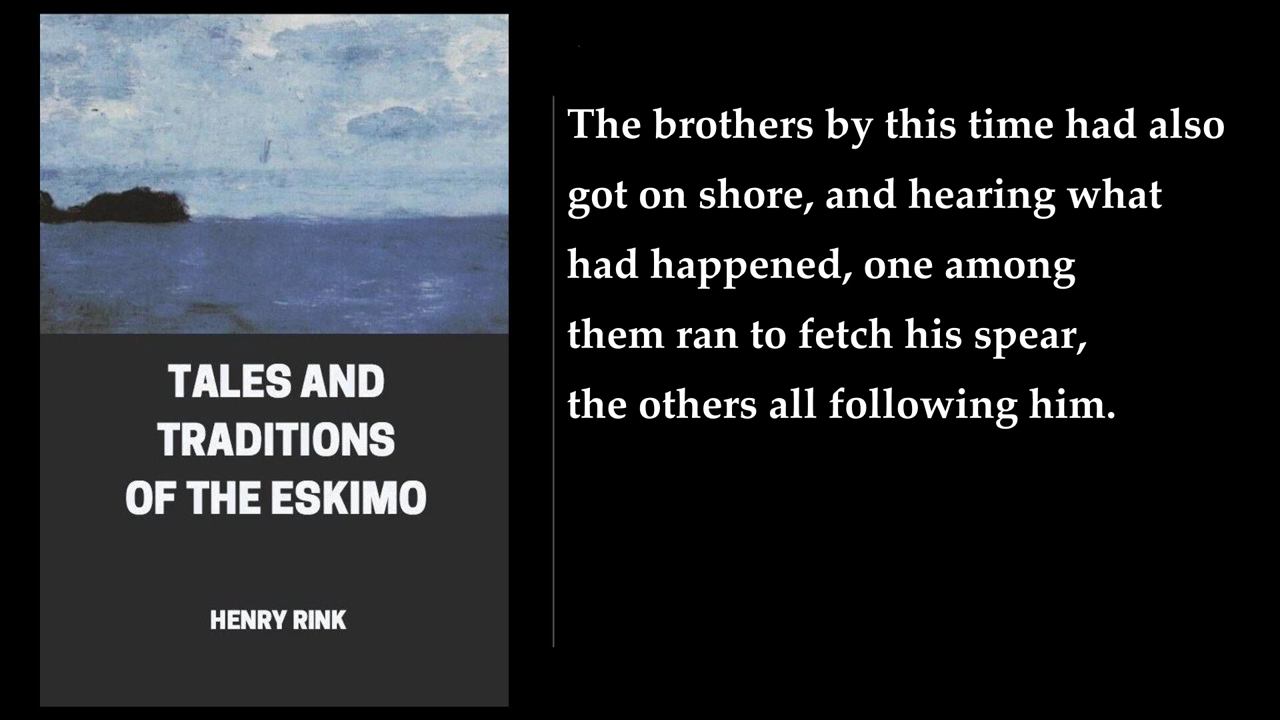 TALES AND
TRADITIONS
OF THE ESKIMO
HENRY RINK
The brothers by this time had also
got on shore, and hearing what
had happened, one among
them ran to fetch his spear,
the others all following him.